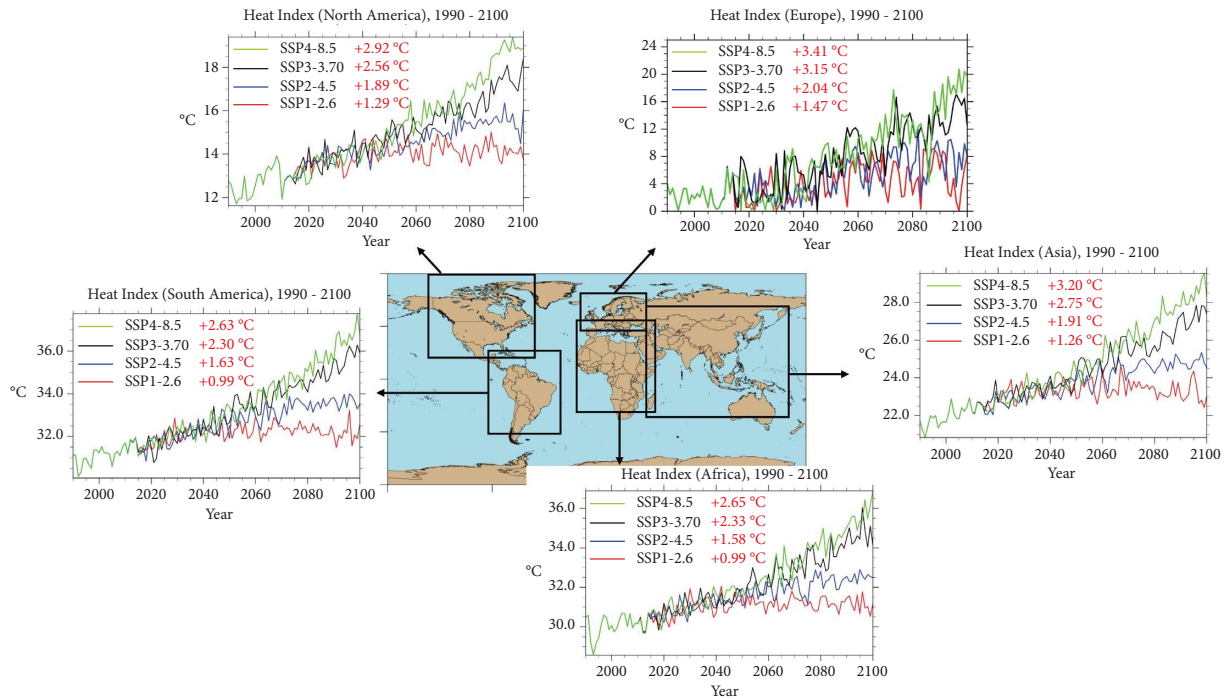 Heat Index (North America), 1990 - 2100
SSP4-8.5 +2.92 °C
SSP3-3.70 +2.56 °C
SSP2-4.5 +1.89 °C
SSP1-2.6 +1.29 °C
°C
18
16
14
12
2000 2020 2040 2060 2080 2100
Year
Heat Index (Europe), 1990 - 2100
SSP4-8.5 +3.41 °C
SSP3-3.70 +3.15 °C
SSP2-4.5 +2.04 °C
SSP1-2.6 +1.47 °C
°C
24
20
16
12
8
4
0
2000 2020 2040 2060 2080 2100
Year
Heat Index (South America), 1990 - 2100
SSP4-8.5 +2.63 °C
SSP3-3.70 +2.30 °C
SSP2-4.5 +1.63 °C
SSP1-2.6 +0.99 °C
°C
36.0
34.0
32.0
2000 2020 2040 2060 2080 2100
Year
Heat Index (Asia), 1990 - 2100
SSP4-8.5 +3.20 °C
SSP3-3.70 +2.75 °C
SSP2-4.5 +1.91 °C
SSP1-2.6 +1.26 °C
°C
28.0
26.0
24.0
22.0
2000 2020 2040 2060 2080 2100
Year
Heat Index (Africa), 1990 - 2100
SSP4-8.5 +2.65 °C
SSP3-3.70 +2.33 °C
SSP2-4.5 +1.58 °C
SSP1-2.6 +0.99 °C
°C
36.0
34.0
32.0
30.0
2000 2020 2040 2060 2080 2100
Year